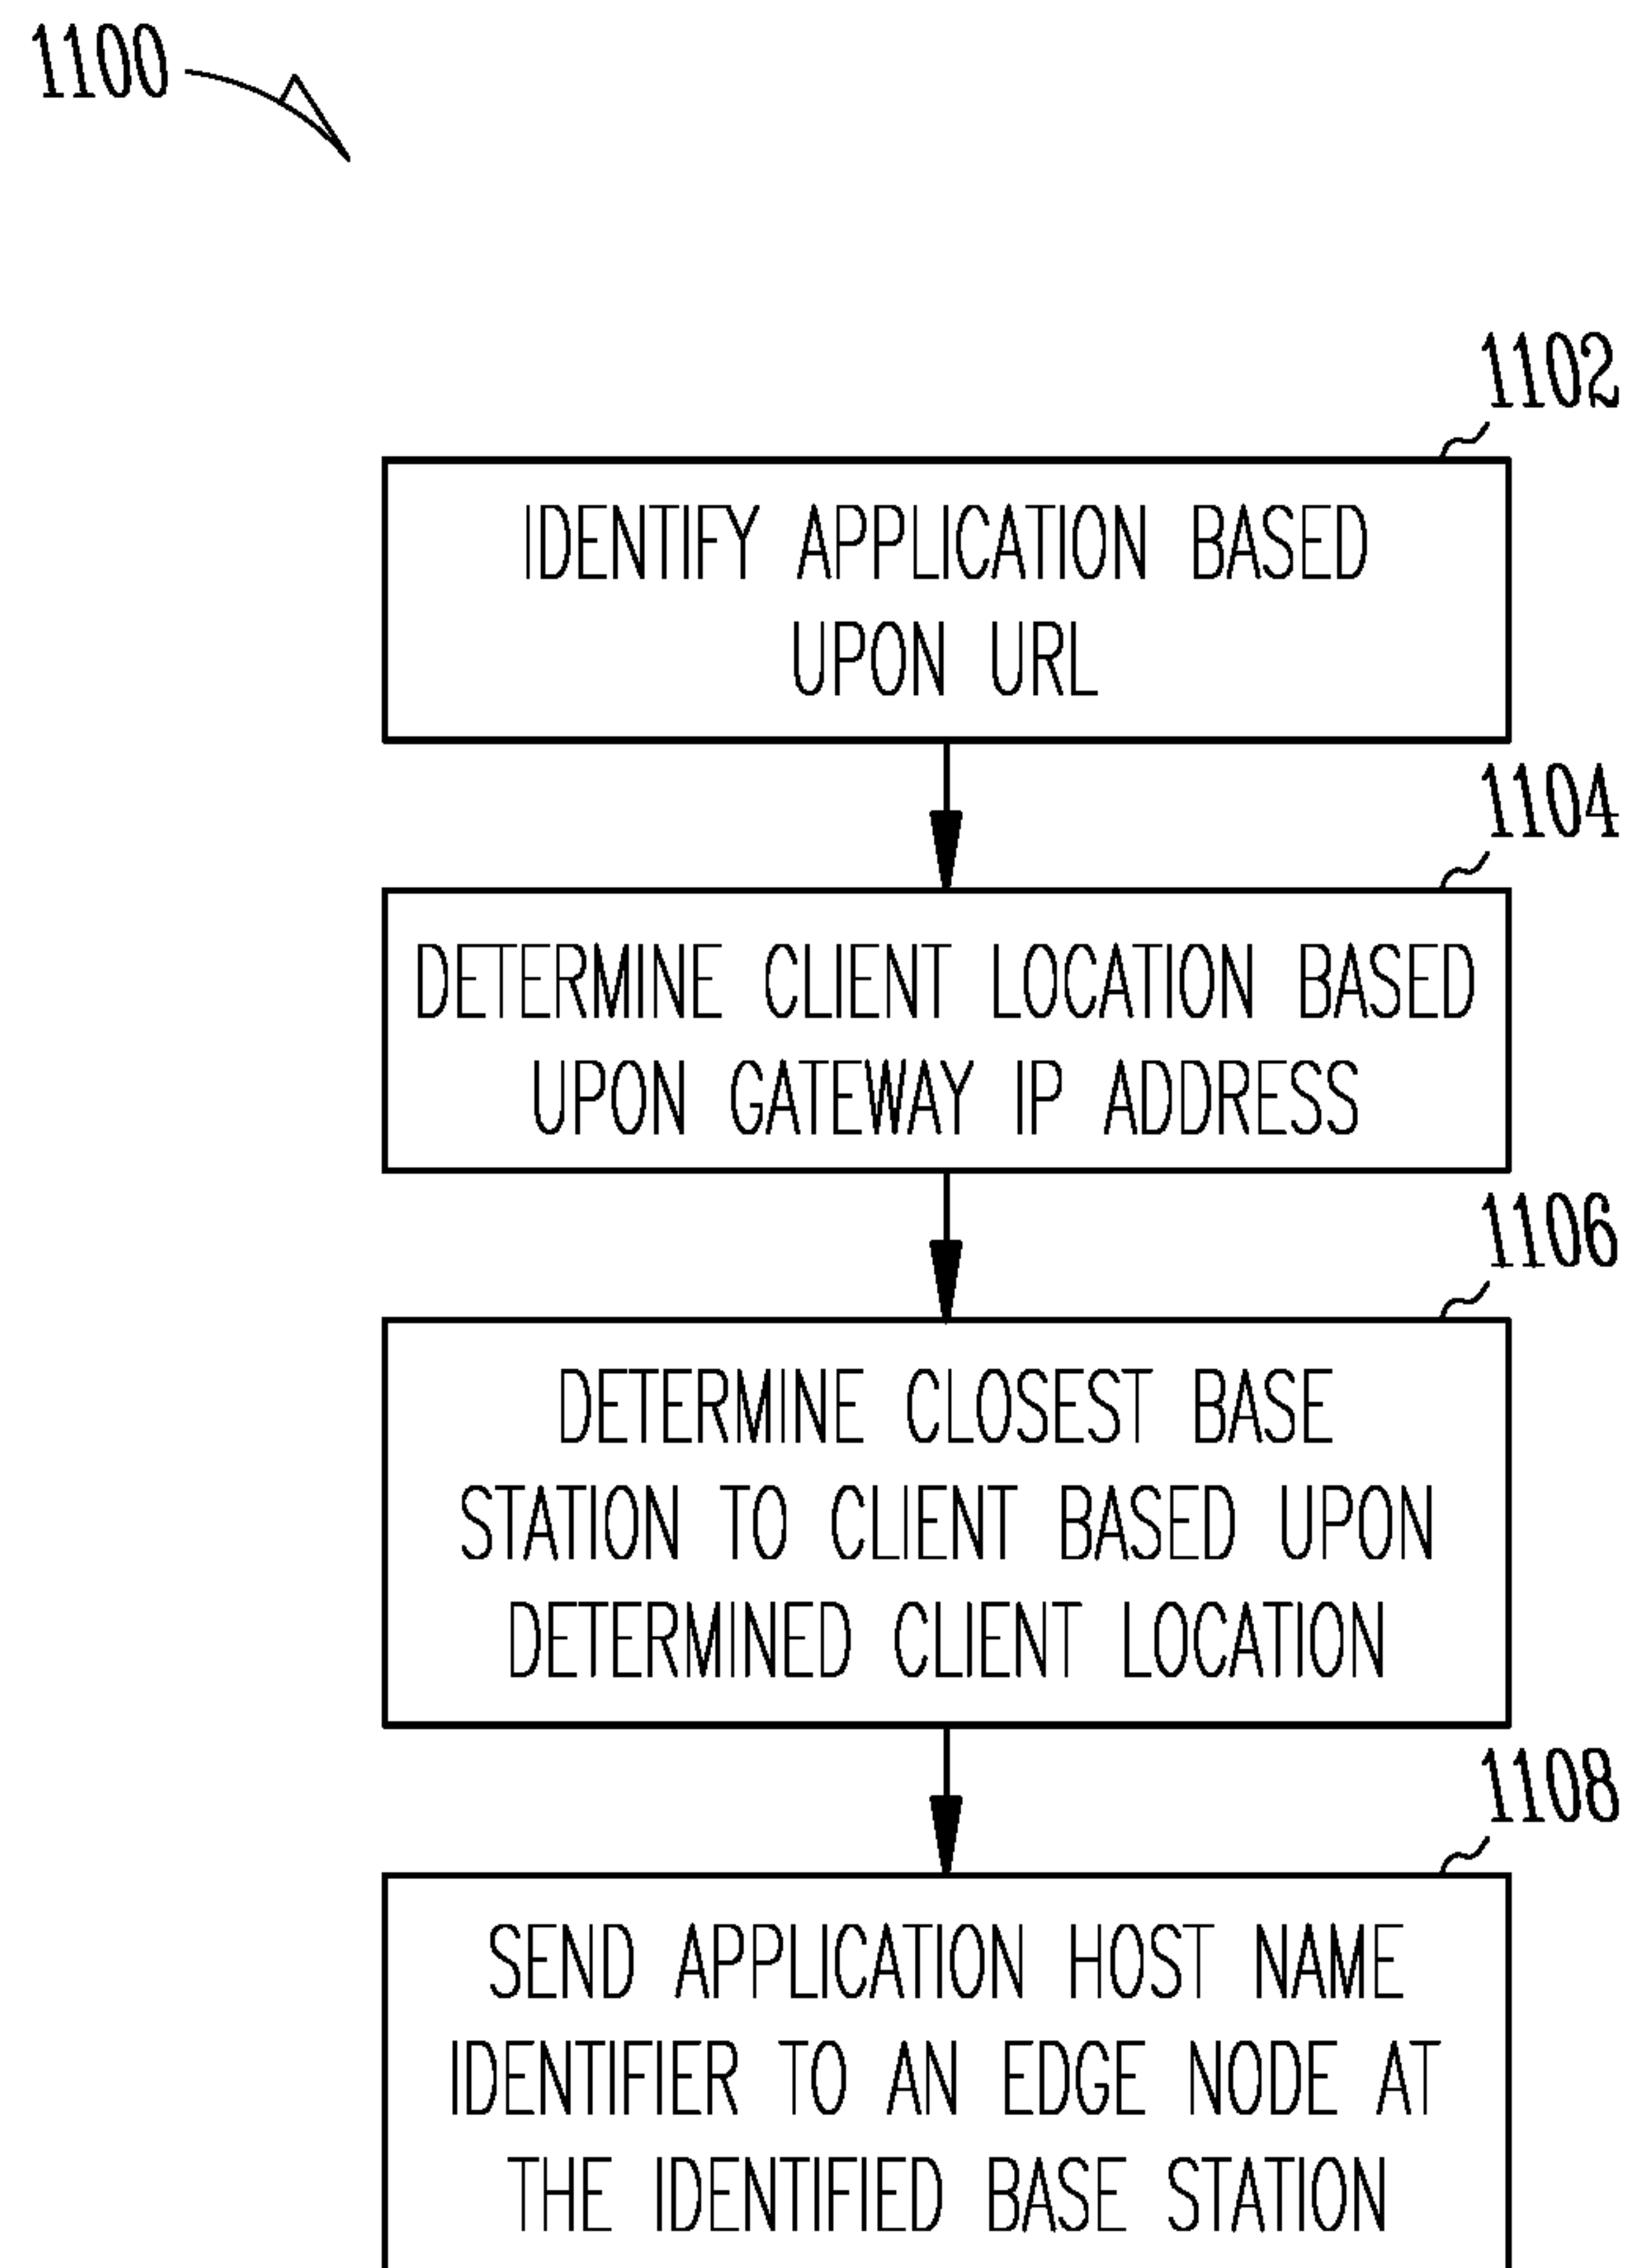 1100
1102
IDENTIFY APPLICATION BASED
UPON URL
1104
DETERMINE CLIENT LOCATION BASED
UPON GATEWAY IP ADDRESS
1106
DETERMINE CLOSEST BASE
STATION TO CLIENT BASED UPON
DETERMINED CLIENT LOCATION
1108
SEND APPLICATION HOST NAME
IDENTIFIER TO AN EDGE NODE AT
THE IDENTIFIED BASE STATION